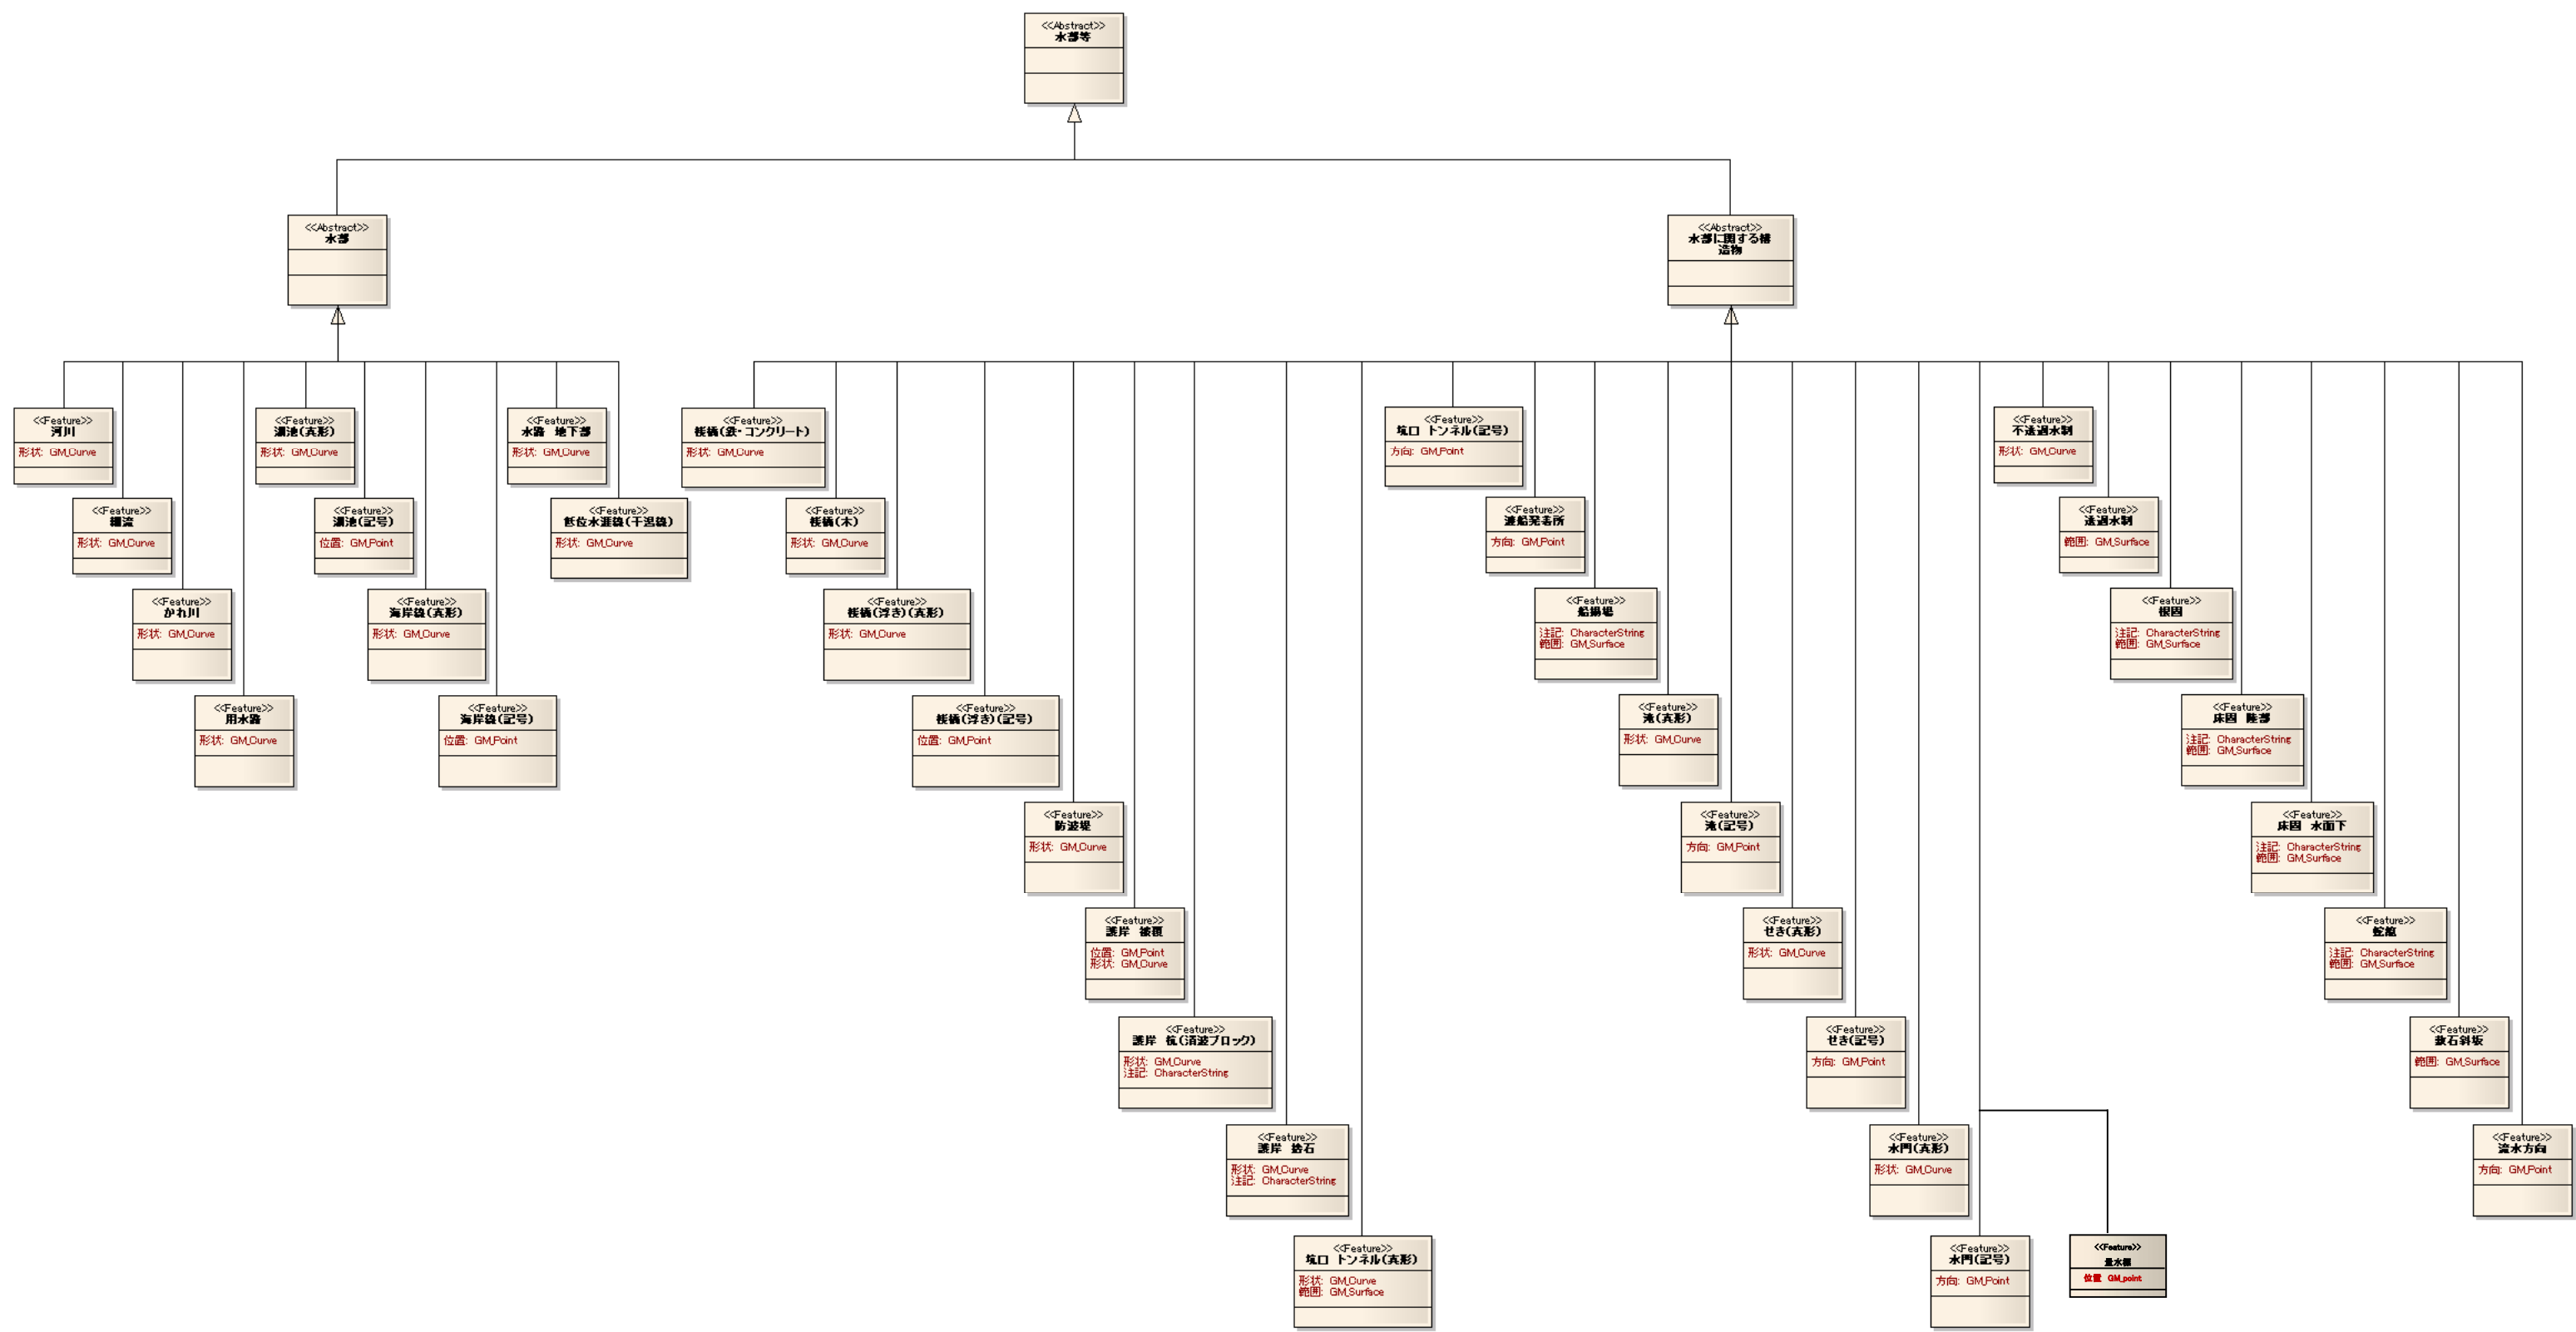 <<Abstract>>
水部等
<<Abstract>>
水部
<<Abstract>>
水部に関する構
造物
<<Feature>>
河川
形状: GM_Curve
<<Feature>>
細流
形状: GM_Curve
<<Feature>>
かれ川
形状: GM_Curve
<<Feature>>
用水路
形状: GM_Curve
<<Feature>>
湖池(真形)
形状: GM_Curve
<<Feature>>
湖池(記号)
位置: GM_Point
<<Feature>>
海岸線(真形)
形状: GM_Curve
<<Feature>>
海岸線(記号)
位置: GM_Point
<<Feature>>
水路 地下部
形状: GM_Curve
<<Feature>>
低位水涯線(干潟線)
形状: GM_Curve
<<Feature>>
桟橋(鉄・コンクリート)
形状: GM_Curve
<<Feature>>
桟橋(木)
形状: GM_Curve
<<Feature>>
桟橋(浮き)(真形)
形状: GM_Curve
<<Feature>>
桟橋(浮き)(記号)
位置: GM_Point
<<Feature>>
防波堤
形状: GM_Curve
<<Feature>>
護岸 被覆
位置: GM_Point
形状: GM_Curve
<<Feature>>
護岸 杭(消波ブロック)
形状: GM_Curve
注記: CharacterString
<<Feature>>
護岸 捨石
形状: GM_Curve
注記: CharacterString
<<Feature>>
坑口 トンネル(真形)
形状: GM_Curve
範囲: GM_Surface
<<Feature>>
坑口 トンネル(記号)
方向: GM_Point
<<Feature>>
渡船発着所
方向: GM_Point
<<Feature>>
船揚場
注記: CharacterString
範囲: GM_Surface
<<Feature>>
滝(真形)
形状: GM_Curve
<<Feature>>
滝(記号)
方向: GM_Point
<<Feature>>
せき(真形)
形状: GM_Curve
<<Feature>>
せき(記号)
方向: GM_Point
<<Feature>>
水門(真形)
形状: GM_Curve
<<Feature>>
水門(記号)
方向: GM_Point
<<Feature>>
量水標
位置 GM_point
<<Feature>>
不透過水制
形状: GM_Curve
<<Feature>>
透過水制
範囲: GM_Surface
<<Feature>>
根固
注記: CharacterString
範囲: GM_Surface
<<Feature>>
床固 陸部
注記: CharacterString
範囲: GM_Surface
<<Feature>>
床固 水面下
注記: CharacterString
範囲: GM_Surface
<<Feature>>
蛇籠
注記: CharacterString
範囲: GM_Surface
<<Feature>>
敷石斜坂
範囲: GM_Surface
<<Feature>>
流水方向
方向: GM_Point